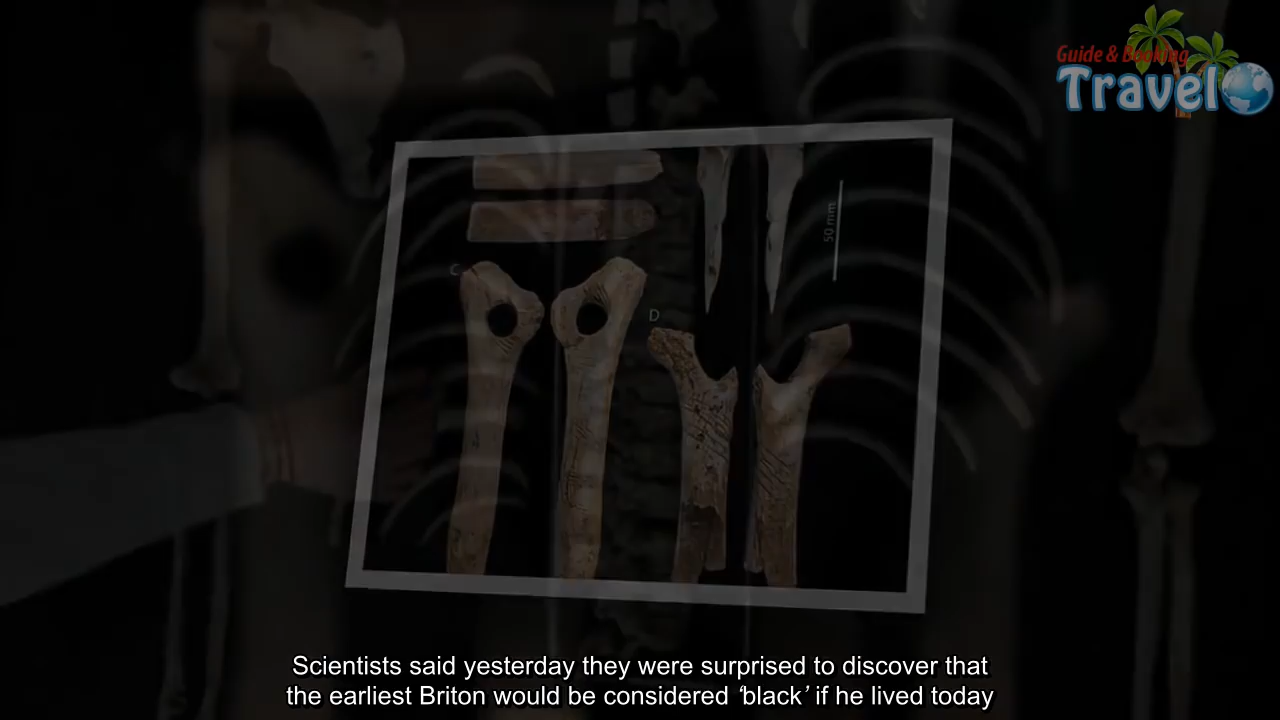 Guide & Booking
Travel
C
50 mm
D
Scientists said yesterday they were surprised to discover that
the earliest Briton would be considered ‘black’ if he lived today